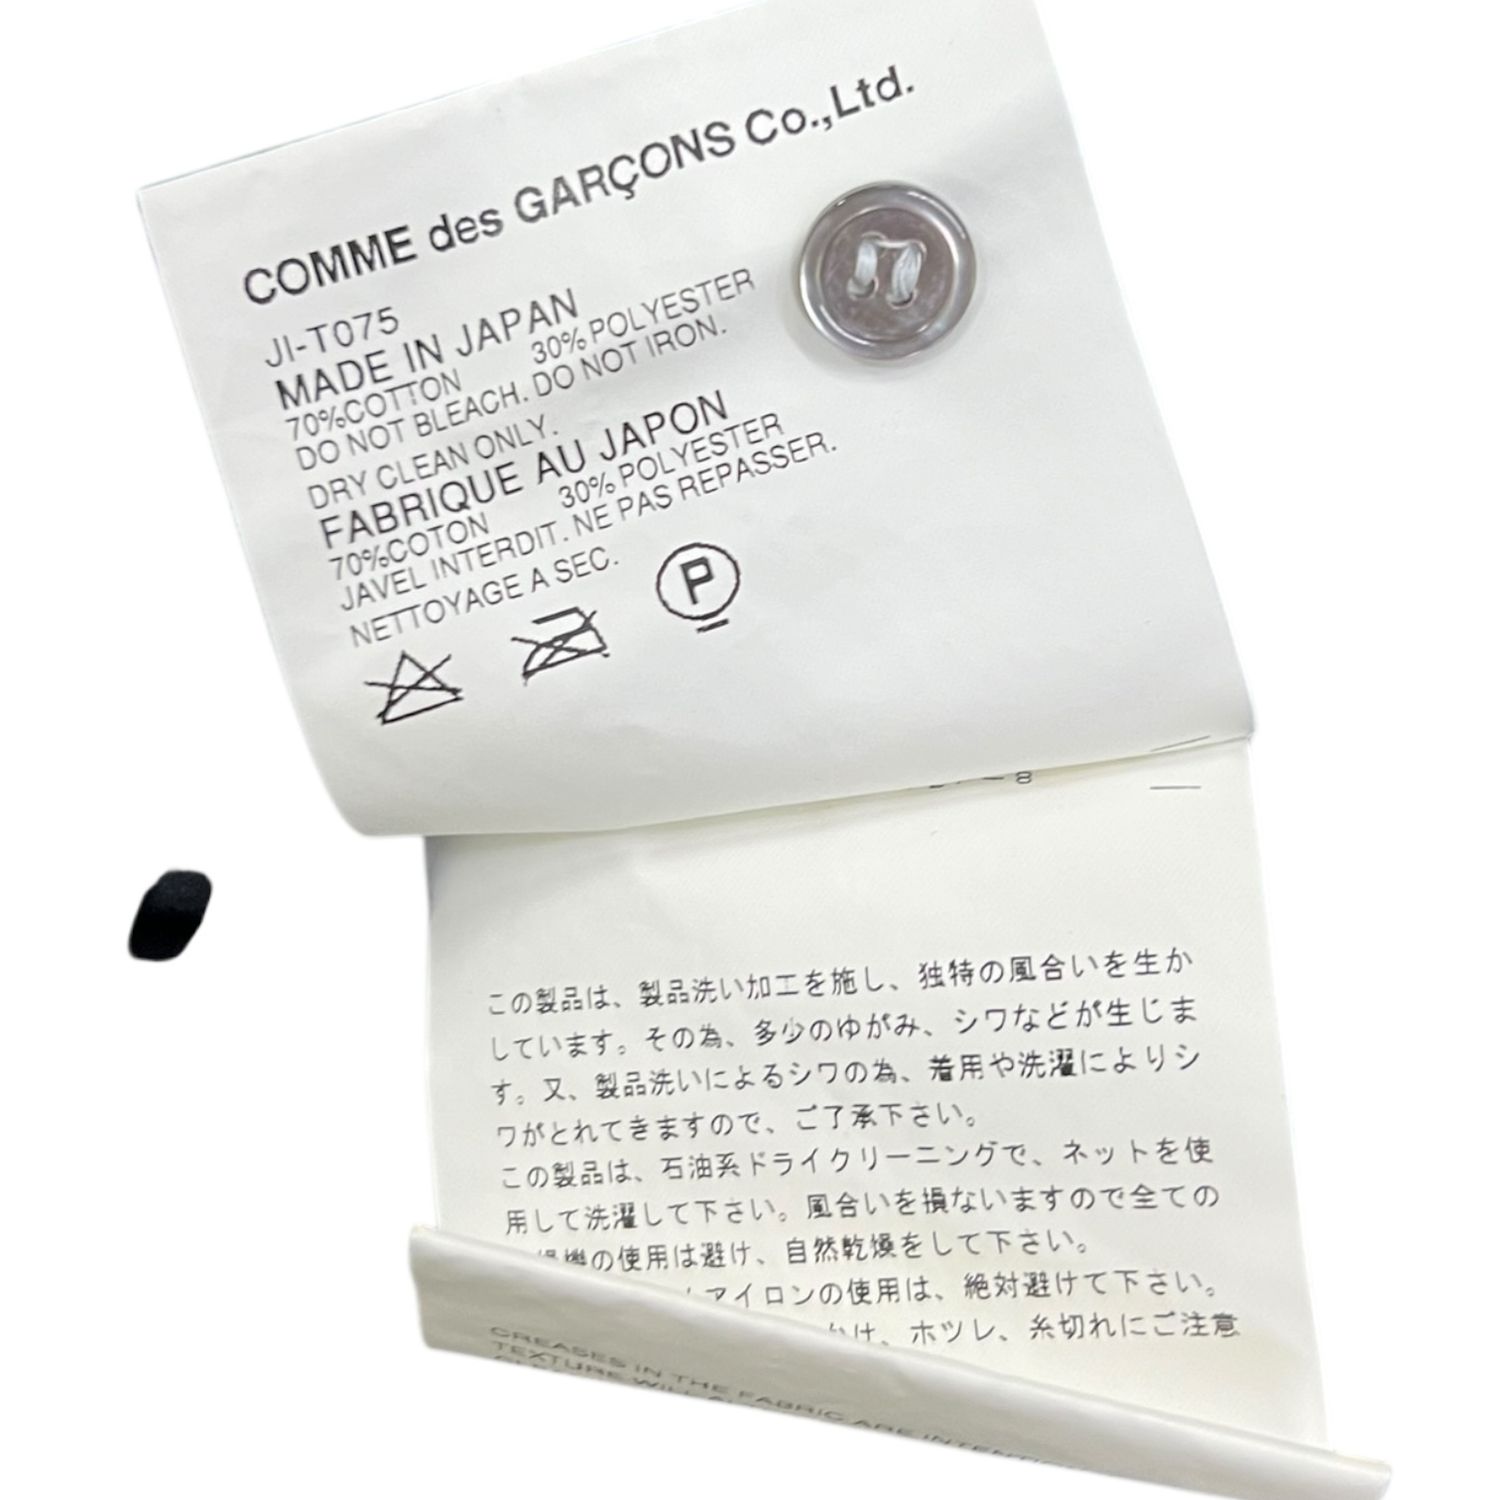 COMME des GARÇONS Co.,Ltd.
JI-T075
MADE IN JAPAN
70%COTTON 30%POLYESTER
DO NOT BLEACH. DO NOT IRON.
DRY CLEAN ONLY.
FABRIQUE AU JAPON
70%COTON 30%POLYESTER
JAVEL INTERDIT. NE PAS REPASSER.
NETTOYAGE A SEC.
P
8
この製品は、製品洗い加工を施し、独特の風合いを生か
しています。その為、多少のゆがみ、シワなどが生じま
す。又、製品洗いによるシワの為、着用や洗濯によりシ
ワがとれてきますので、ご了承下さい。
この製品は、石油系ドライクリーニングで、ネットを使
用して洗濯して下さい。風合いを損ないますので全ての
燥機の使用は避け、自然乾燥をして下さい。
アイロンの使用は、絶対避けて下さい。
かけ、ホツレ、糸切れにご注意
CREASES IN THE FABRIC ARE
TEXTURE WILL